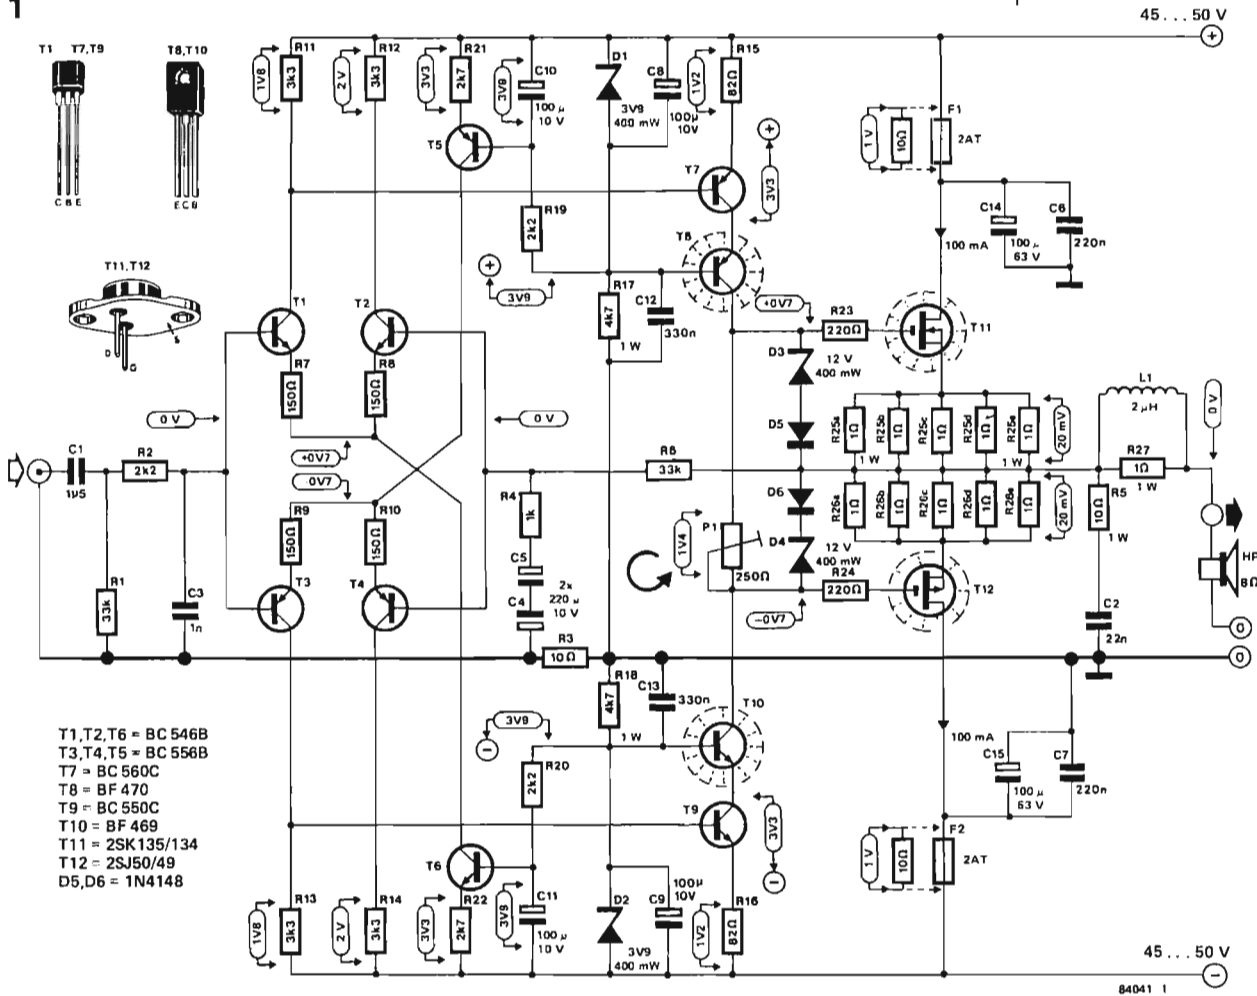 1
45...50 V
+
T1 T7,T9
T8,T10
C B E
E C B
T11,T12
D
G
S
R11
3k3
1V8
R12
3k3
2 V
R21
2k7
3V3
C10
100 µ
10 V
3V9
D1
3V9
400 mW
C8
100µ
10V
R15
82Ω
1V2
T5
T7
+
3V3
F1
2AT
10Ω
1 V
R19
2k2
+
3V9
T8
C14
100 µ
63 V
C6
220n
100 mA
R17
4k7
1 W
C12
330n
+0V7
R23
220Ω
T11
T1
T2
R7
150Ω
R8
150Ω
0 V
0 V
D3
12 V
400 mW
D5
R25a
1Ω
R25b
1Ω
R25c
1Ω
R25d
1Ω
R25e
1Ω
1 W
1 W
20 mV
L1
2 µH
0 V
+0V7
-0V7
C1
1µ5
R2
2k2
R6
33k
R27
1Ω
1 W
R9
150Ω
R10
150Ω
R4
1k
D6
R26a
1Ω
R26b
1Ω
R26c
1Ω
R26d
1Ω
R26e
1Ω
20 mV
R5
10Ω
1 W
P1
250Ω
1V4
D4
12 V
400 mW
R24
220Ω
T12
HP
8Ω
T3
T4
C5
C4
2x
220 µ
10 V
R1
33k
C3
1n
-0V7
C2
22n
0
0
R3
10Ω
R18
4k7
1 W
C13
330n
T10
3V9
−
R20
2k2
100 mA
C15
100 µ
63 V
C7
220n
T9
3V3
−
F2
2AT
10Ω
1 V
T6
T1,T2,T6 = BC 546B
T3,T4,T5 = BC 556B
T7 = BC 560C
T8 = BF 470
T9 = BC 550C
T10 = BF 469
T11 = 2SK135/134
T12 = 2SJ50/49
D5,D6 = 1N4148
R13
3k3
1V8
R14
3k3
2 V
R22
2k7
3V3
C11
100 µ
10 V
3V9
D2
3V9
400 mW
C9
100µ
10V
R16
82Ω
1V2
45...50 V
−
84041 1